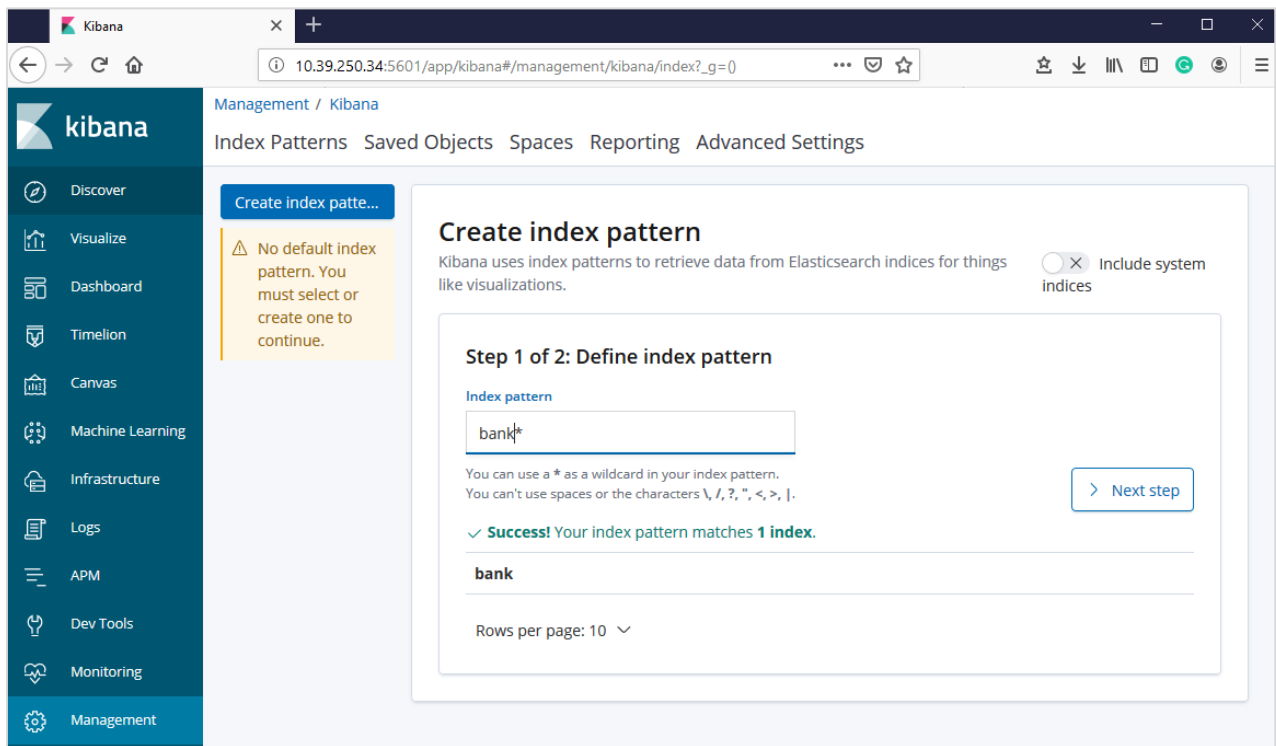 Kibana
10.39.250.34:5601/app/kibana#/management/kibana/index?_g=()
kibana
Discover
Visualize
Dashboard
Timelion
Canvas
Machine Learning
Infrastructure
Logs
APM
Dev Tools
Monitoring
Management
Management / Kibana
Index Patterns Saved Objects Spaces Reporting Advanced Settings
Create index patte...
No default index
pattern. You
must select or
create one to
continue.
Create index pattern
Kibana uses index patterns to retrieve data from Elasticsearch indices for things
like visualizations.
Include system
indices
Step 1 of 2: Define index pattern
Index pattern
bank*
You can use a * as a wildcard in your index pattern.
You can't use spaces or the characters \, /, ?, ", <, >, |.
Next step
Success! Your index pattern matches 1 index.
bank
Rows per page: 10